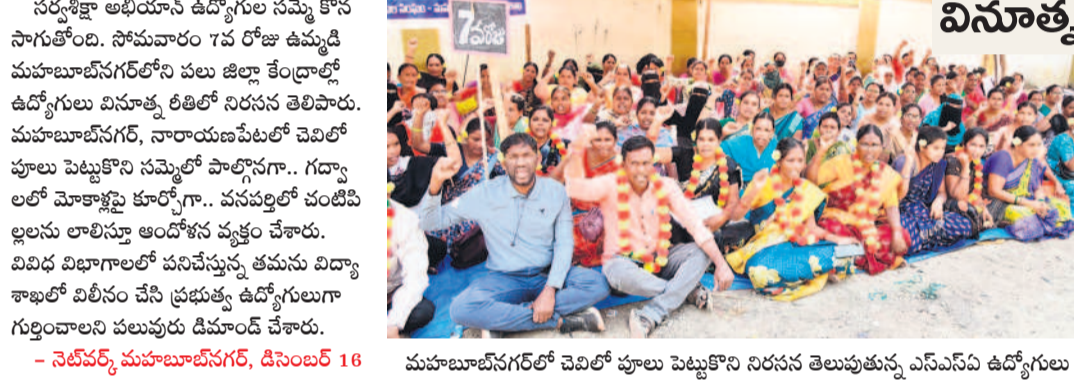 సర్వశిక్షా అభియాన్ ఉద్యోగుల సమ్మె కొన
సాగుతోంది. సోమవారం 7వ రోజు ఉమ్మడి
మహబూబ్‌నగర్‌లోని పలు జిల్లా కేంద్రాల్లో
ఉద్యోగులు వినూత్న రీతిలో నిరసన తెలిపారు.
మహబూబ్‌నగర్, నారాయణపేటలో చెవిలో
పూలు పెట్టుకొని సమ్మెలో పాల్గొనగా.. గద్వా
లలో మోకాళ్లపై కూర్చోగా.. వనపర్తిలో చంటిపి
ల్లలను లాలిస్తూ ఆందోళన వ్యక్తం చేశారు.
వివిధ విభాగాలలో పనిచేస్తున్న తమను విద్యా
శాఖలో విలీనం చేసి ప్రభుత్వ ఉద్యోగులుగా
గుర్తించాలని పలువురు డిమాండ్ చేశారు.
– నెట్‌వర్క్ మహబూబ్‌నగర్, డిసెంబర్ 16
7వరోజు
వినూత్న
మహబూబ్‌నగర్‌లో చెవిలో పూలు పెట్టుకొని నిరసన తెలుపుతున్న ఎస్ఎస్ఏ ఉద్యోగులు